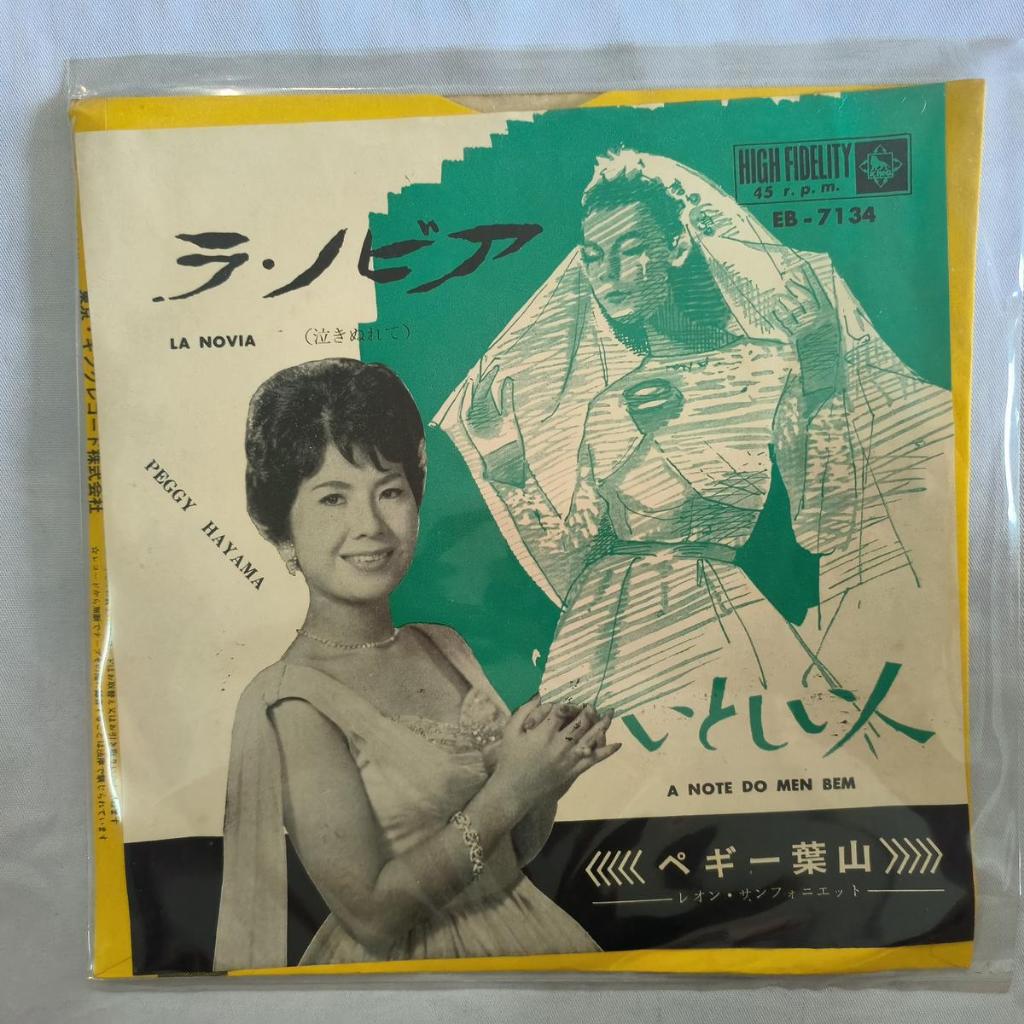 HIGH FIDELITY
45 r.p.m.
KING
EB-7134
ラ・ノビア
LA NOVIA
(泣きぬれて)
PEGGY HAYAMA
いとしい人
A NOTE DO MEN BEM
ペギー葉山
レオン・サンフォニエット
東京・キングレコード株式会社